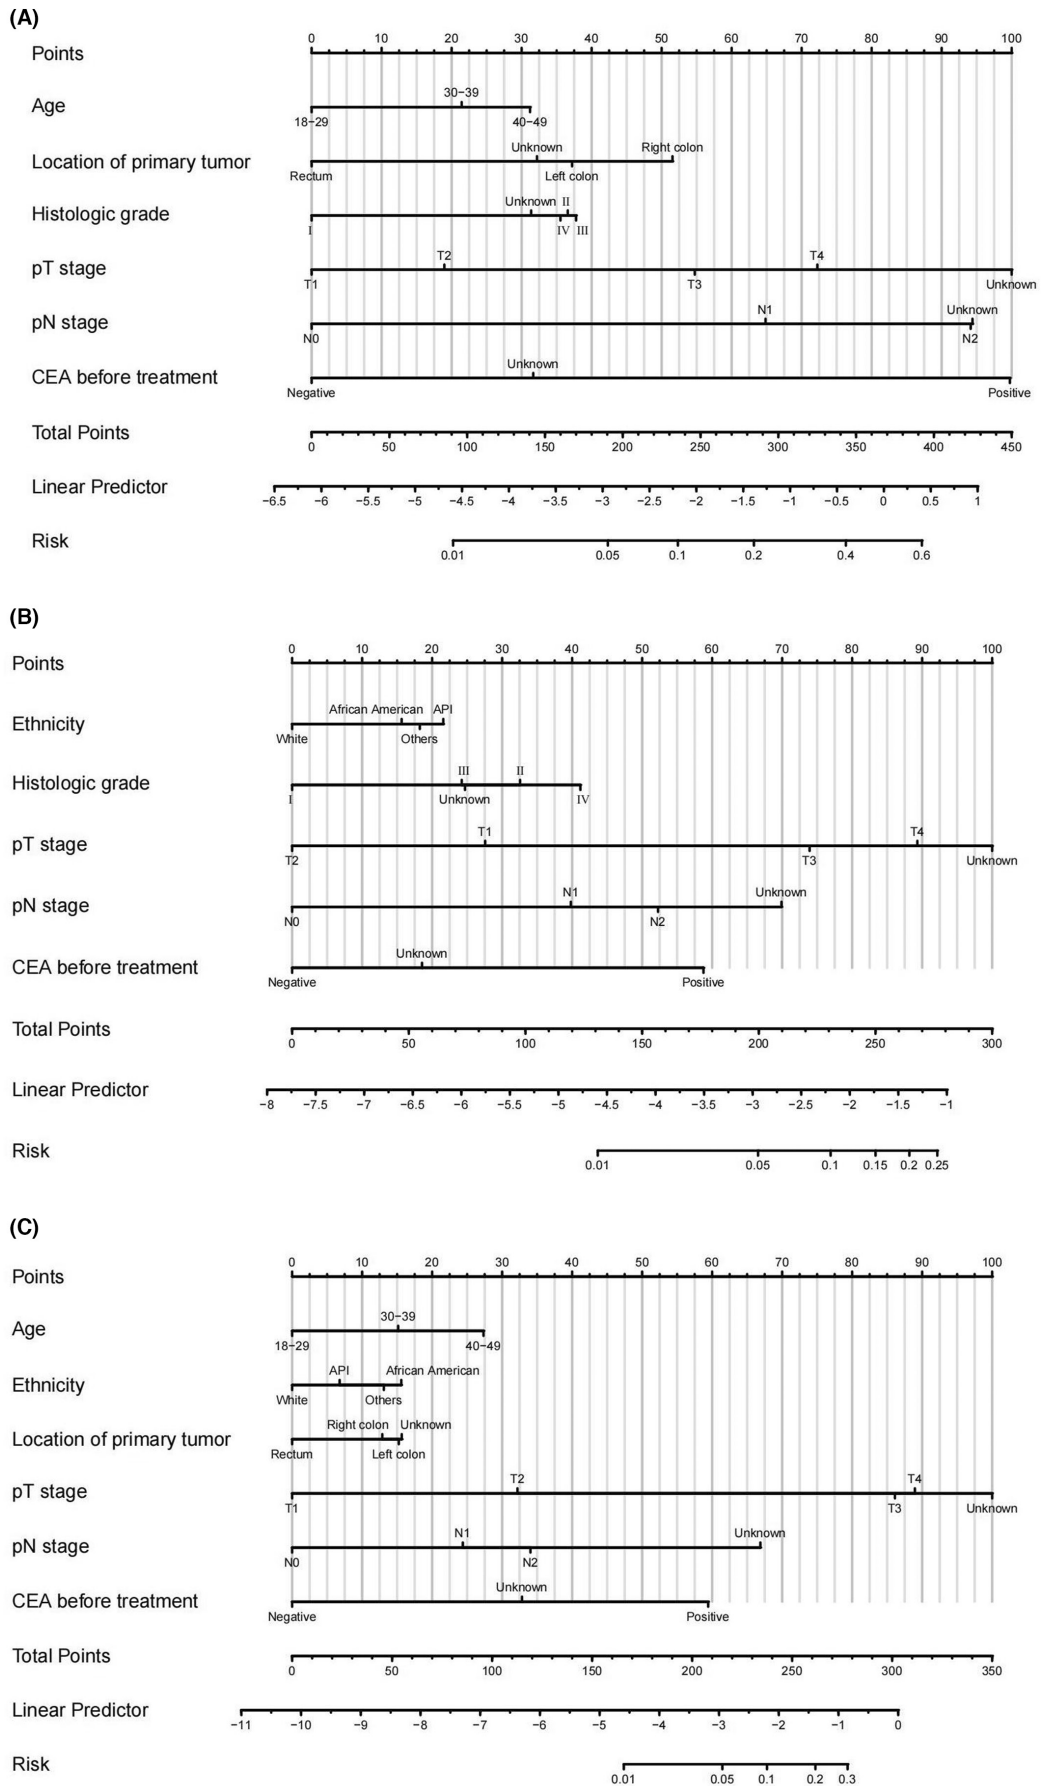 (A)
0 10 20 30 40 50 60 70 80 90 100
Points
30−39
Age
18−29 40−49
Unknown Right colon
Location of primary tumor
Rectum Left colon
Unknown II
Histologic grade
I IV III
T2 T4
pT stage
T1 T3 Unknown
N1 Unknown
pN stage
N0 N2
Unknown
CEA before treatment
Negative Positive
Total Points
0 50 100 150 200 250 300 350 400 450
Linear Predictor
−6.5 −6 −5.5 −5 −4.5 −4 −3.5 −3 −2.5 −2 −1.5 −1 −0.5 0 0.5 1
Risk
0.01 0.05 0.1 0.2 0.4 0.6
(B)
0 10 20 30 40 50 60 70 80 90 100
Points
African American API
Ethnicity
White Others
III II
Histologic grade
I Unknown IV
T1 T4
pT stage
T2 T3 Unknown
N1 Unknown
pN stage
N0 N2
Unknown
CEA before treatment
Negative Positive
Total Points
0 50 100 150 200 250 300
Linear Predictor
−8 −7.5 −7 −6.5 −6 −5.5 −5 −4.5 −4 −3.5 −3 −2.5 −2 −1.5 −1
Risk
0.01 0.05 0.1 0.15 0.2 0.25
(C)
0 10 20 30 40 50 60 70 80 90 100
Points
30−39
Age
18−29 40−49
API African American
Ethnicity
White Others
Right colon Unknown
Location of primary tumor
Rectum Left colon
T2 T4
pT stage
T1 T3 Unknown
N1 Unknown
pN stage
N0 N2
Unknown
CEA before treatment
Negative Positive
Total Points
0 50 100 150 200 250 300 350
Linear Predictor
−11 −10 −9 −8 −7 −6 −5 −4 −3 −2 −1 0
Risk
0.01 0.05 0.1 0.2 0.3